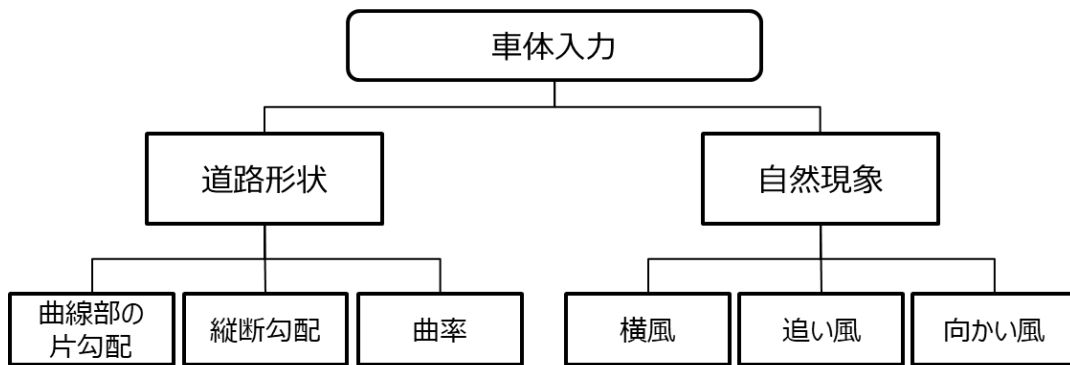 車体入力
道路形状
自然現象
曲線部の
片勾配
縦断勾配
曲率
横風
追い風
向かい風